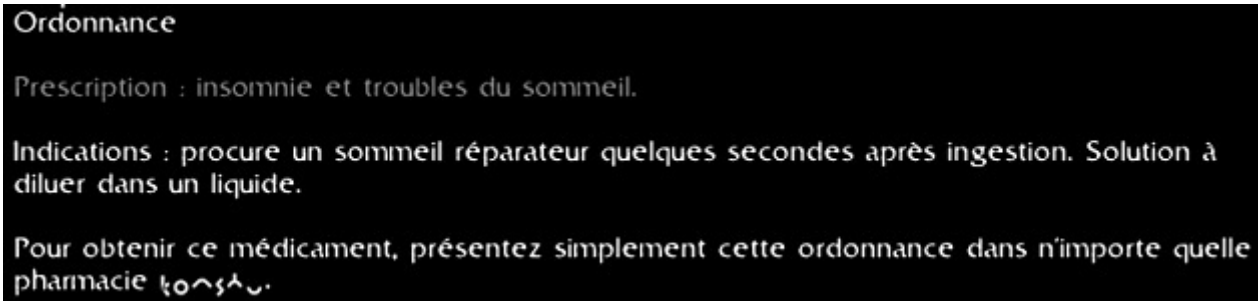 Ordonnance
Prescription : insomnie et troubles du sommeil.
Indications : procure un sommeil réparateur quelques secondes après ingestion. Solution à
diluer dans un liquide.
Pour obtenir ce médicament, présentez simplement cette ordonnance dans n'importe quelle
pharmacie